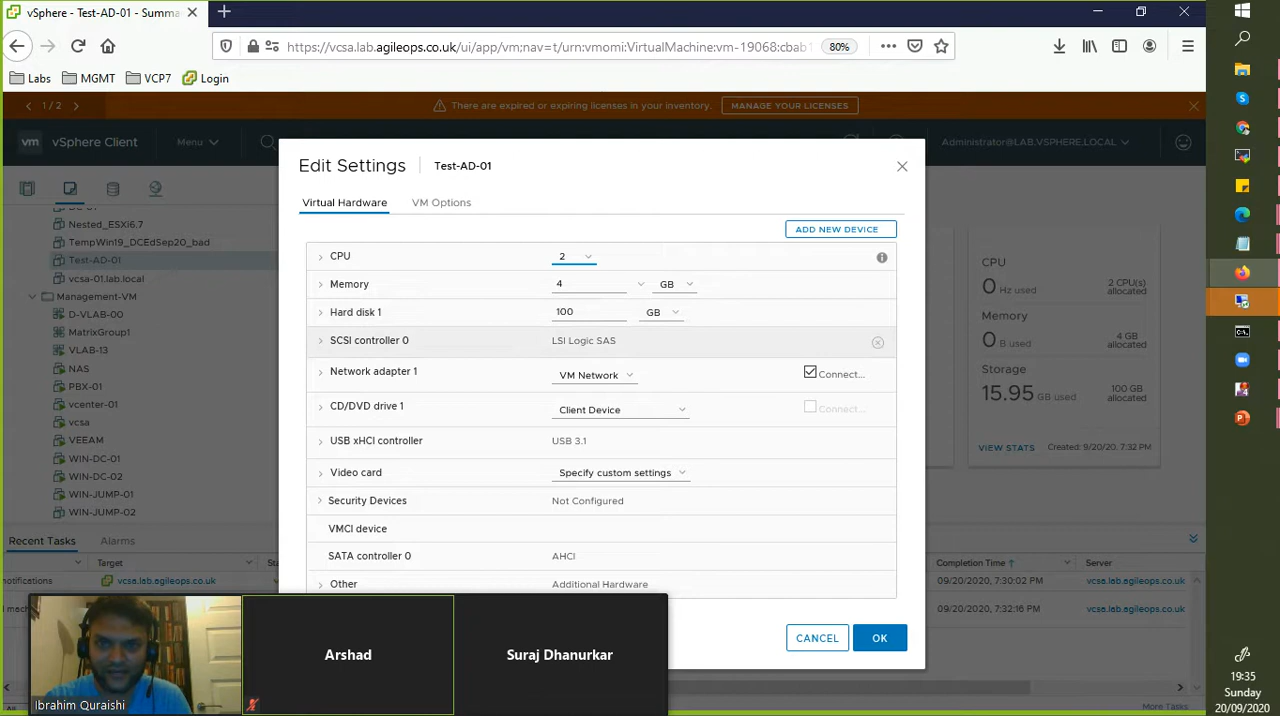 vSphere - Test-AD-01 - Summa
https://vcsa.lab.agileops.co.uk/ui/app/vm;nav=t/urn:vmomi:VirtualMachine:vm-19068:cbab1 80%
Labs MGMT VCP7 Login
1 / 2 There are expired or expiring licenses in your inventory. MANAGE YOUR LICENSES
vm vSphere Client Menu Administrator@LAB.VSPHERE.LOCAL
Edit Settings Test-AD-01
Virtual Hardware VM Options
ADD NEW DEVICE
CPU 2
Memory 4 GB
Hard disk 1 100 GB
SCSI controller 0 LSI Logic SAS
Network adapter 1 VM Network Connect...
CD/DVD drive 1 Client Device Connect...
USB xHCI controller USB 3.1
Video card Specify custom settings
Security Devices Not Configured
VMCI device
SATA controller 0 AHCI
Other Additional Hardware
CANCEL OK
Nested_ESXi6.7
TempWin19_DCEdSep20_bad
Test-AD-01
vcsa-01.lab.local
Management-VM
D-VLAB-00
MatrixGroup1
VLAB-13
NAS
PBX-01
vcenter-01
vcsa
VEEAM
WIN-DC-01
WIN-DC-02
WIN-JUMP-01
WIN-JUMP-02
CPU
0 Hz used 2 CPU(s) allocated
Memory
0 B used 4 GB allocated
Storage
15.95 GB used 100 GB allocated
VIEW STATS Created: 9/20/20, 7:32 PM
Recent Tasks Alarms
Target Sta Completion Time Server
notifications vcsa.lab.agileops.co.uk 09/20/2020, 7:30:02 PM vcsa.lab.agileops.co.uk
09/20/2020, 7:32:16 PM vcsa.lab.agileops.co.uk
More Tasks
Ibrahim Quraishi
Arshad
Suraj Dhanurkar
19:35
Sunday
20/09/2020